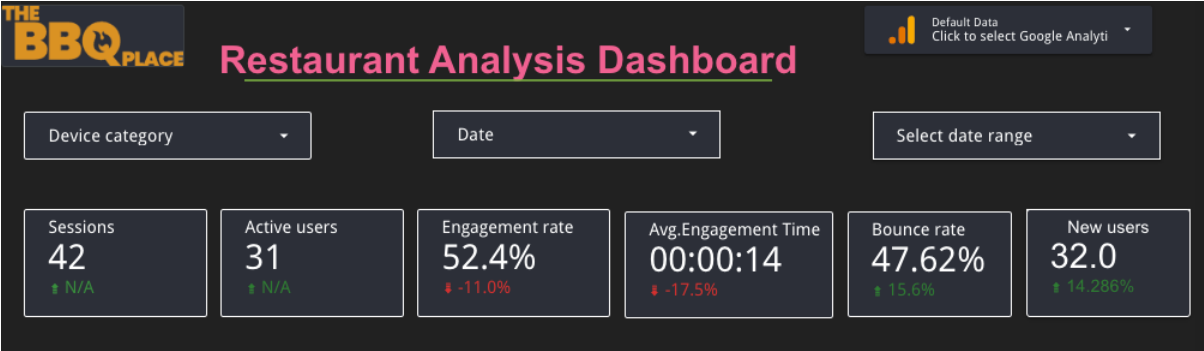 THE
BBQ PLACE
Restaurant Analysis Dashboard
Default Data
Click to select Google Analyti
Device category
Date
Select date range
Sessions
42
N/A
Active users
31
N/A
Engagement rate
52.4%
-11.0%
Avg.Engagement Time
00:00:14
-17.5%
Bounce rate
47.62%
15.6%
New users
32.0
14.286%